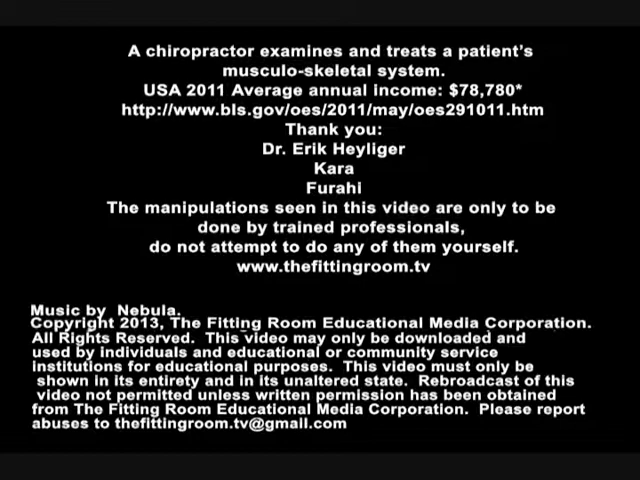 A chiropractor examines and treats a patient's
musculo-skeletal system.
USA 2011 Average annual income: $78,780*
http://www.bls.gov/oes/2011/may/oes291011.htm
Thank you:
Dr. Erik Heyliger
Kara
Furahi
The manipulations seen in this video are only to be
done by trained professionals,
do not attempt to do any of them yourself.
www.thefittingroom.tv
Music by Nebula.
Copyright 2013, The Fitting Room Educational Media Corporation.
All Rights Reserved. This video may only be downloaded and
used by individuals and educational or community service
institutions for educational purposes. This video must only be
shown in its entirety and in its unaltered state. Rebroadcast of this
video not permitted unless written permission has been obtained
from The Fitting Room Educational Media Corporation. Please report
abuses to thefittingroom.tv@gmail.com